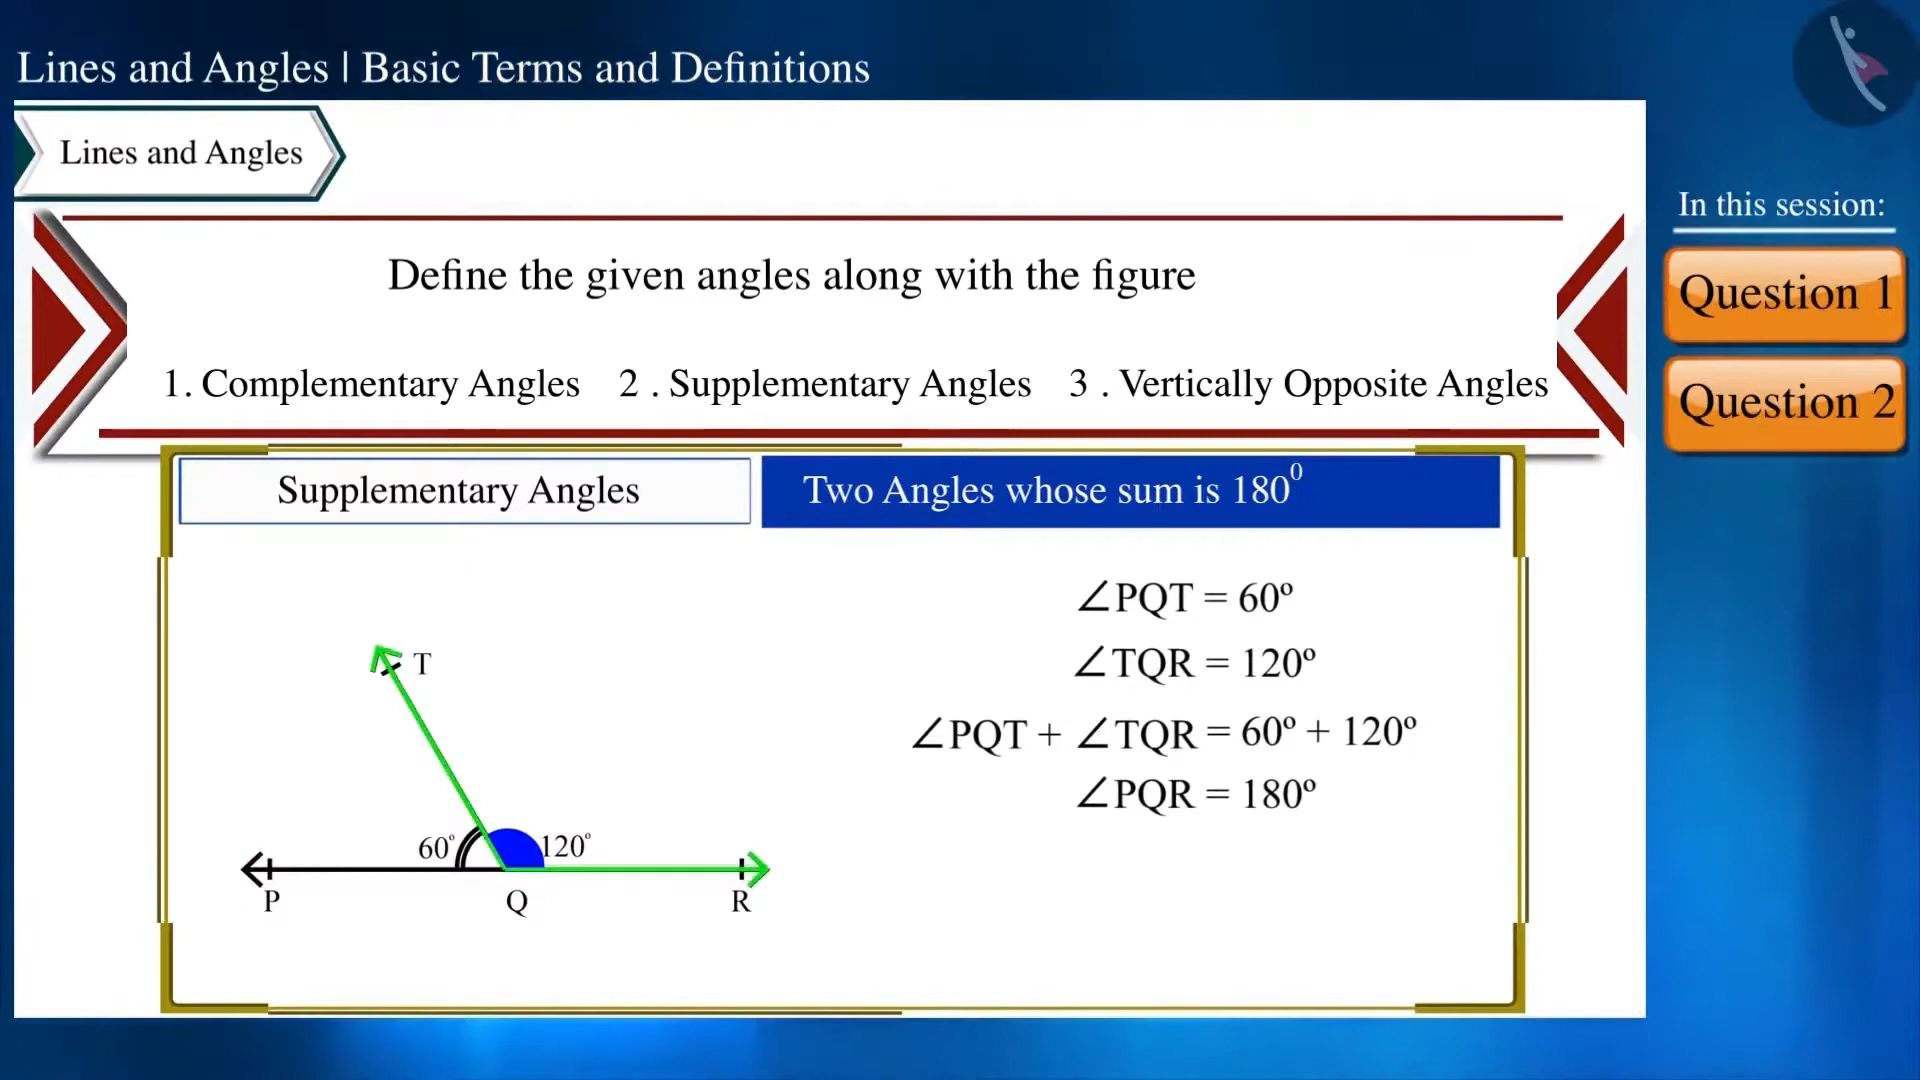 Lines and Angles | Basic Terms and Definitions
Lines and Angles
In this session:
Question 1
Question 2
Define the given angles along with the figure
1. Complementary Angles 2 . Supplementary Angles 3 . Vertically Opposite Angles
Supplementary Angles
Two Angles whose sum is 180⁰
∠PQT = 60º
∠TQR = 120º
∠PQT + ∠TQR = 60º + 120º
∠PQR = 180º
T
60º 120º
P Q R